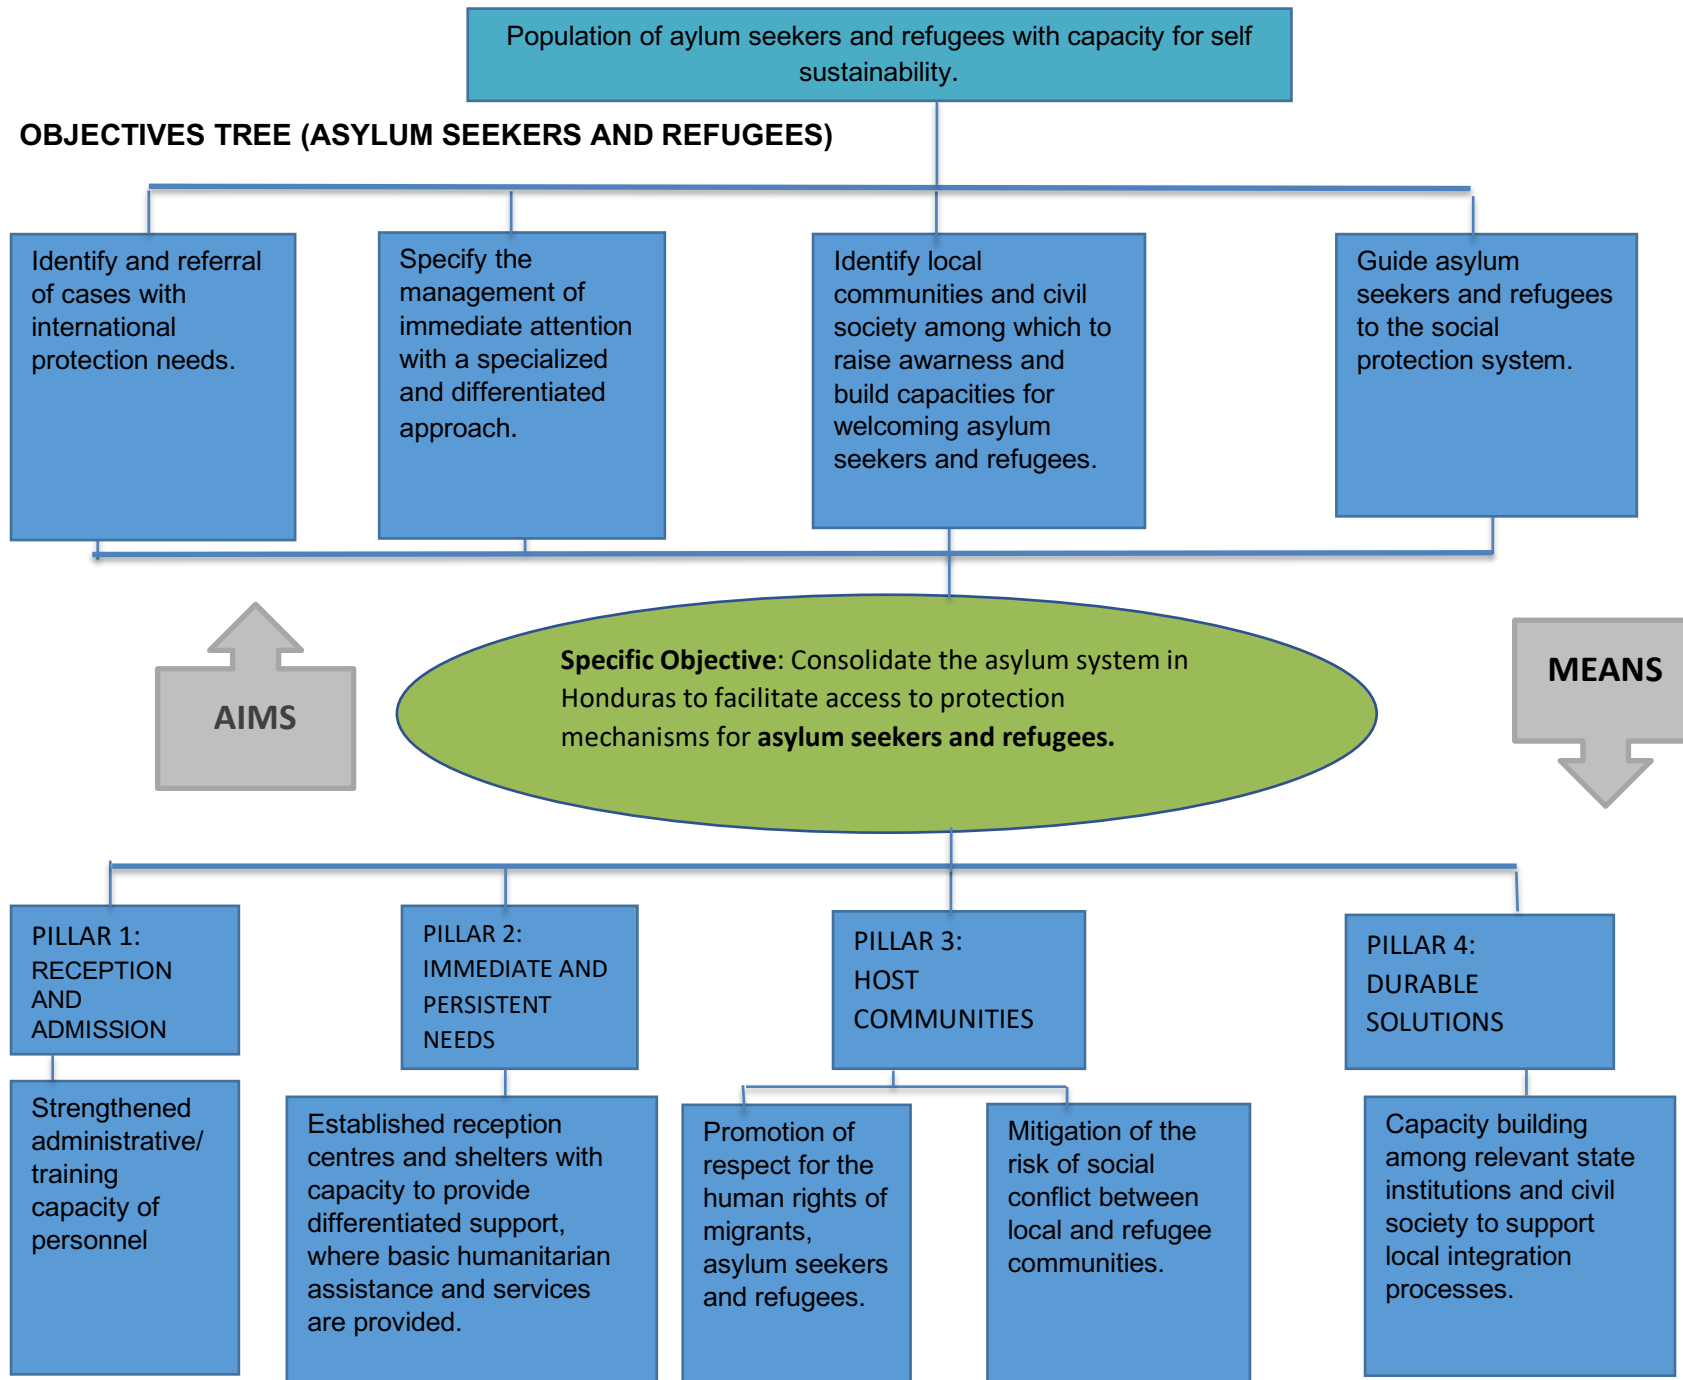 Population of aylum seekers and refugees with capacity for self
sustainability.
OBJECTIVES TREE (ASYLUM SEEKERS AND REFUGEES)
Identify and referral
of cases with
international
protection needs.
Specify the
management of
immediate attention
with a specialized
and differentiated
approach.
Identify local
communities and civil
society among which to
raise awarness and
build capacities for
welcoming asylum
seekers and refugees.
Guide asylum
seekers and refugees
to the social
protection system.
AIMS
Specific Objective: Consolidate the asylum system in
Honduras to facilitate access to protection
mechanisms for asylum seekers and refugees.
MEANS
PILLAR 1:
RECEPTION
AND
ADMISSION
PILLAR 2:
IMMEDIATE AND
PERSISTENT
NEEDS
PILLAR 3:
HOST
COMMUNITIES
PILLAR 4:
DURABLE
SOLUTIONS
Strengthened
administrative/
training
capacity of
personnel
Established reception
centres and shelters with
capacity to provide
differentiated support,
where basic humanitarian
assistance and services
are provided.
Promotion of
respect for the
human rights of
migrants,
asylum seekers
and refugees.
Mitigation of the
risk of social
conflict between
local and refugee
communities.
Capacity building
among relevant state
institutions and civil
society to support
local integration
processes.